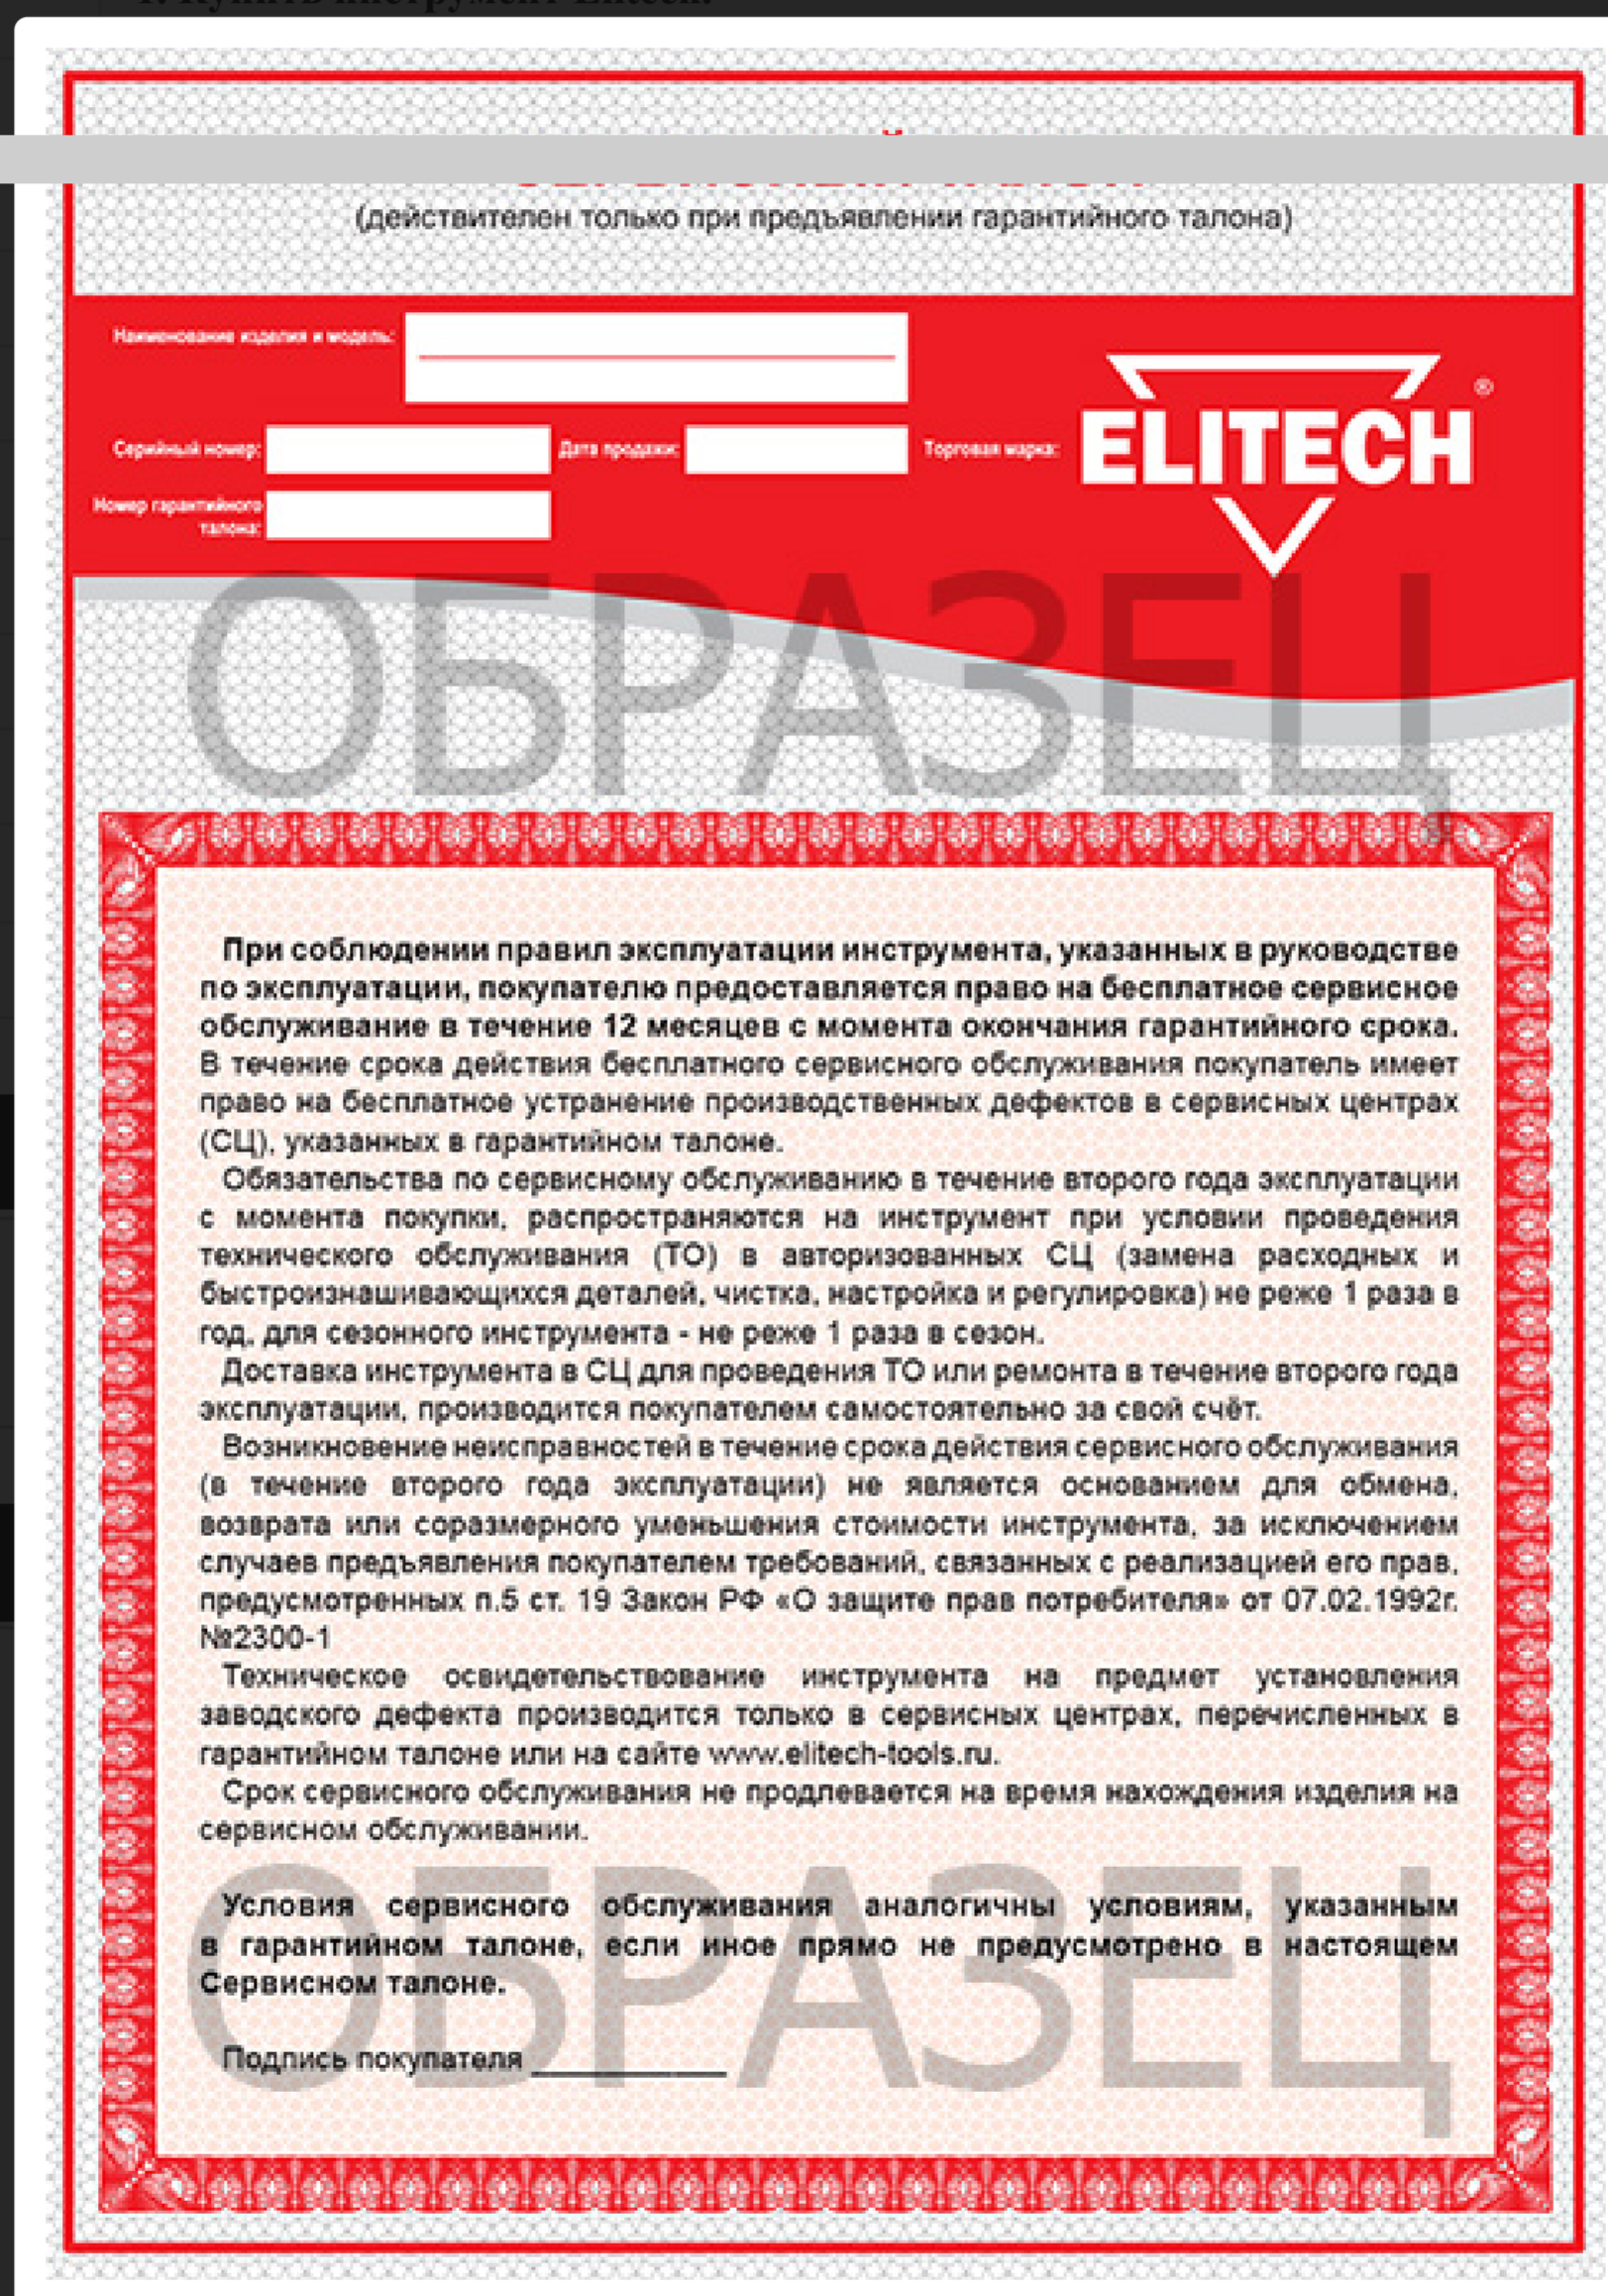 1. Купить инструмент Elitech.
(действителен только при предъявлении гарантийного талона)
Наименование изделия и модель:
Серийный номер:
Дата продажи:
Торговая марка:
ELITECH
®
Номер гарантийного
талона:
ОБРАЗЕЦ
При соблюдении правил эксплуатации инструмента, указанных в руководстве
по эксплуатации, покупателю предоставляется право на бесплатное сервисное
обслуживание в течение 12 месяцев с момента окончания гарантийного срока.
В течение срока действия бесплатного сервисного обслуживания покупатель имеет
право на бесплатное устранение производственных дефектов в сервисных центрах
(СЦ), указанных в гарантийном талоне.
Обязательства по сервисному обслуживанию в течение второго года эксплуатации
с момента покупки, распространяются на инструмент при условии проведения
технического обслуживания (ТО) в авторизованных СЦ (замена расходных и
быстроизнашивающихся деталей, чистка, настройка и регулировка) не реже 1 раза в
год, для сезонного инструмента - не реже 1 раза в сезон.
Доставка инструмента в СЦ для проведения ТО или ремонта в течение второго года
эксплуатации, производится покупателем самостоятельно за свой счёт.
Возникновение неисправностей в течение срока действия сервисного обслуживания
(в течение второго года эксплуатации) не является основанием для обмена,
возврата или соразмерного уменьшения стоимости инструмента, за исключением
случаев предъявления покупателем требований, связанных с реализацией его прав,
предусмотренных п.5 ст. 19 Закон РФ «О защите прав потребителя» от 07.02.1992г.
№2300-1
Техническое освидетельствование инструмента на предмет установления
заводского дефекта производится только в сервисных центрах, перечисленных в
гарантийном талоне или на сайте www.elitech-tools.ru.
Срок сервисного обслуживания не продлевается на время нахождения изделия на
сервисном обслуживании.
ОБРАЗЕЦ
Условия сервисного обслуживания аналогичны условиям, указанным
в гарантийном талоне, если иное прямо не предусмотрено в настоящем
Сервисном талоне.
Подпись покупателя ____________